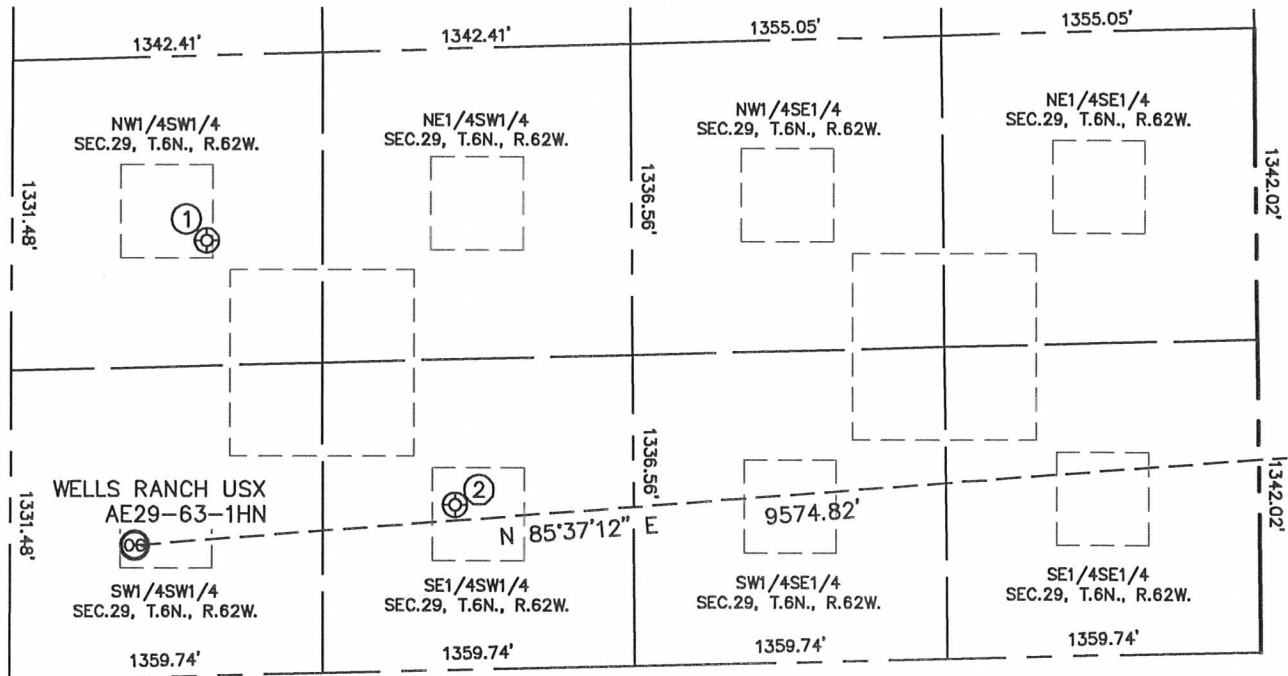 1342.41'
1342.41'
1355.05'
1355.05'
NW1/4SW1/4
SEC.29, T.6N., R.62W.
NE1/4SW1/4
SEC.29, T.6N., R.62W.
NW1/4SE1/4
SEC.29, T.6N., R.62W.
NE1/4SE1/4
SEC.29, T.6N., R.62W.
1331.48'
1
1336.56'
1342.02'
1331.48'
WELLS RANCH USX
AE29-63-1HN
2
1336.56'
1342.02'
N 85°37'12" E
9574.82'
SW1/4SW1/4
SEC.29, T.6N., R.62W.
SE1/4SW1/4
SEC.29, T.6N., R.62W.
SW1/4SE1/4
SEC.29, T.6N., R.62W.
SE1/4SE1/4
SEC.29, T.6N., R.62W.
1359.74'
1359.74'
1359.74'
1359.74'